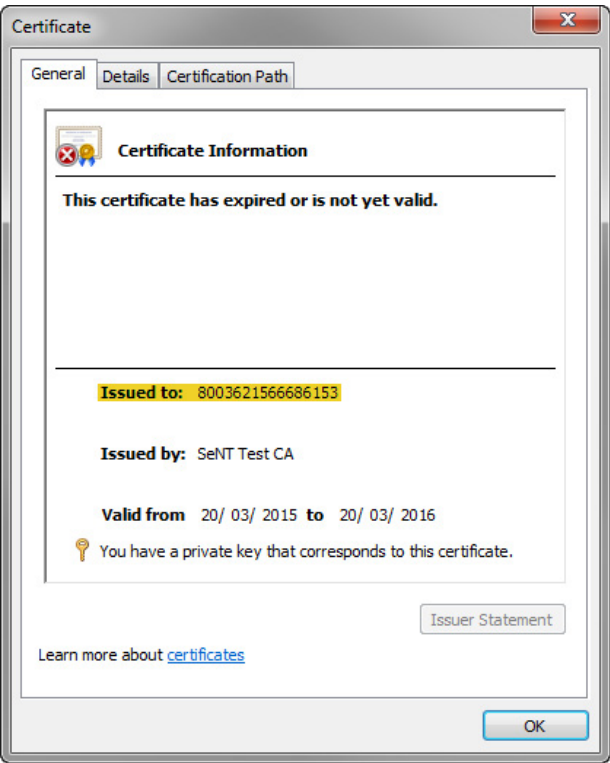 Certificate
General
Details
Certification Path
Certificate Information
This certificate has expired or is not yet valid.
Issued to: 8003621566686153
Issued by: SeNT Test CA
Valid from 20/ 03/ 2015 to 20/ 03/ 2016
You have a private key that corresponds to this certificate.
Issuer Statement
Learn more about certificates
OK